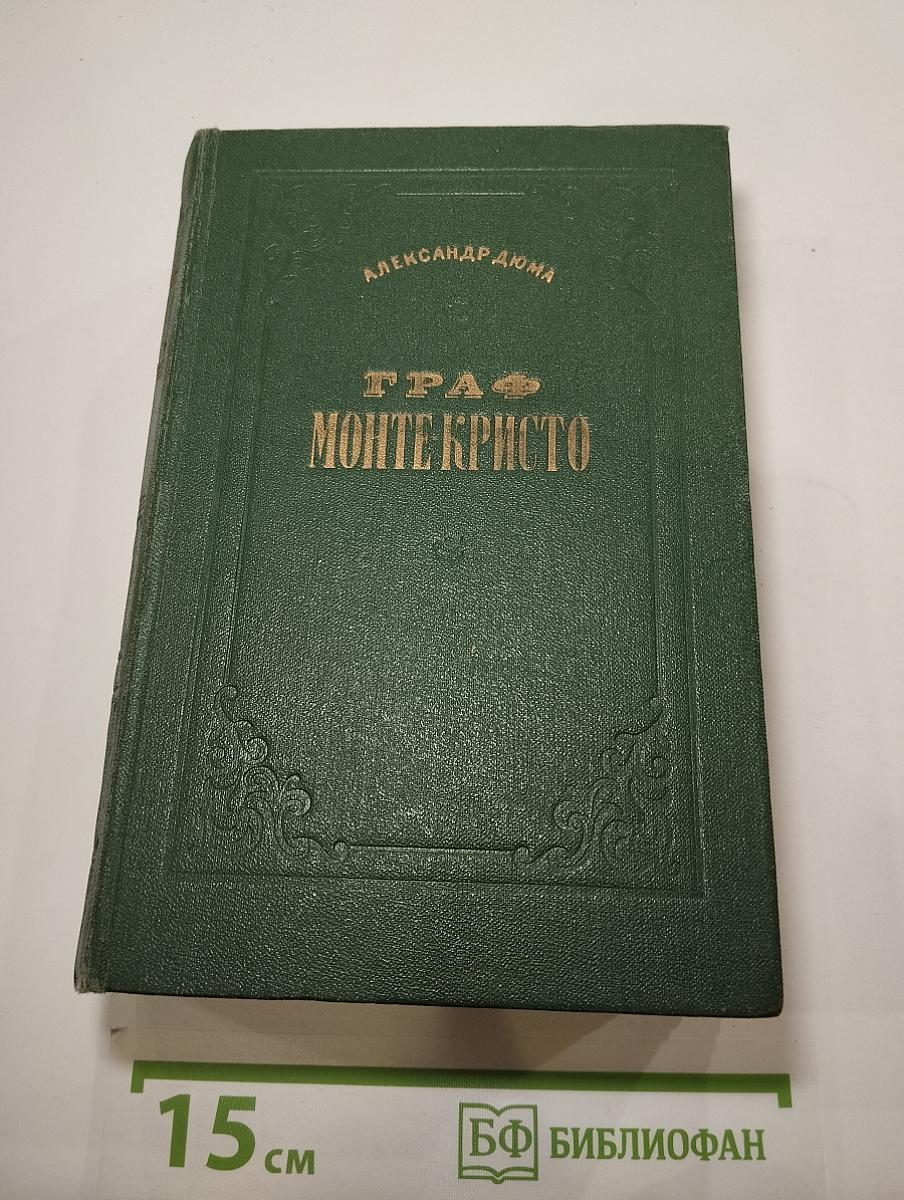 АЛЕКСАНДР ДЮМА
ГРАФ
МОНТЕ-КРИСТО
15 см
БФ БИБЛИОФАН